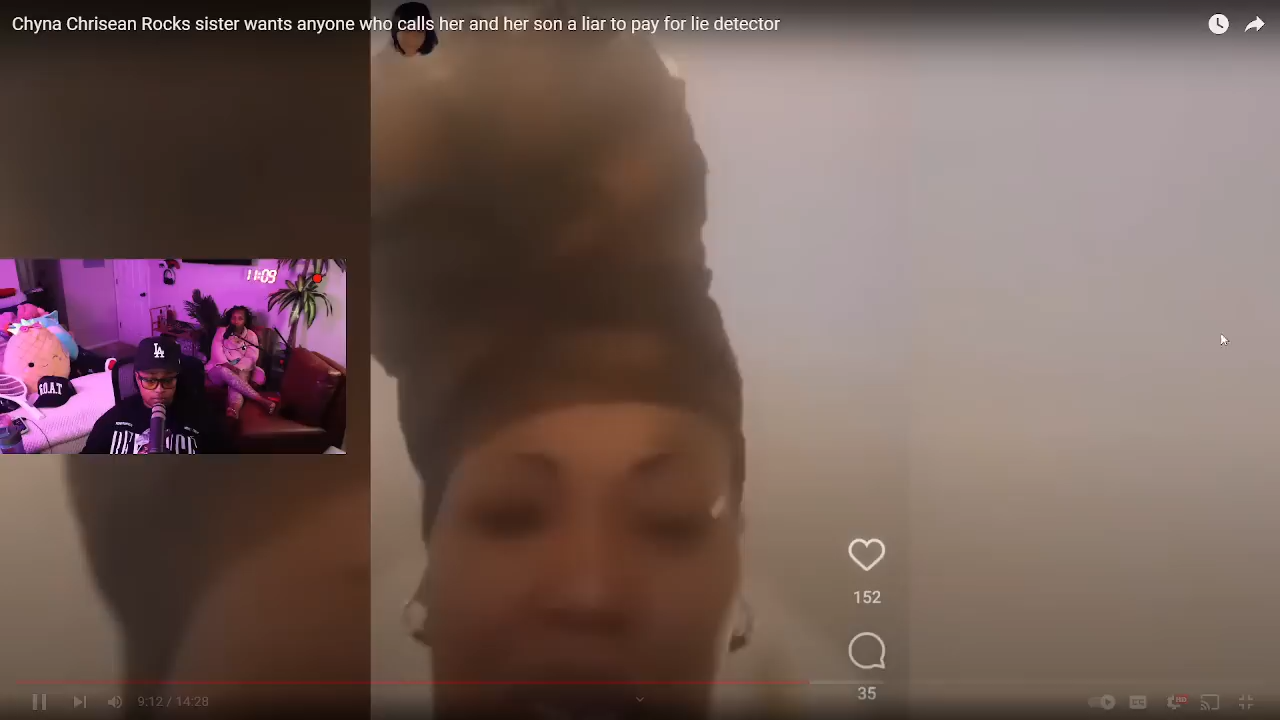 Chyna Chrisean Rocks sister wants anyone who calls her and her son a liar to pay for lie detector
11:09
LA
G.O.A.T
152
35
9:12 / 14:28